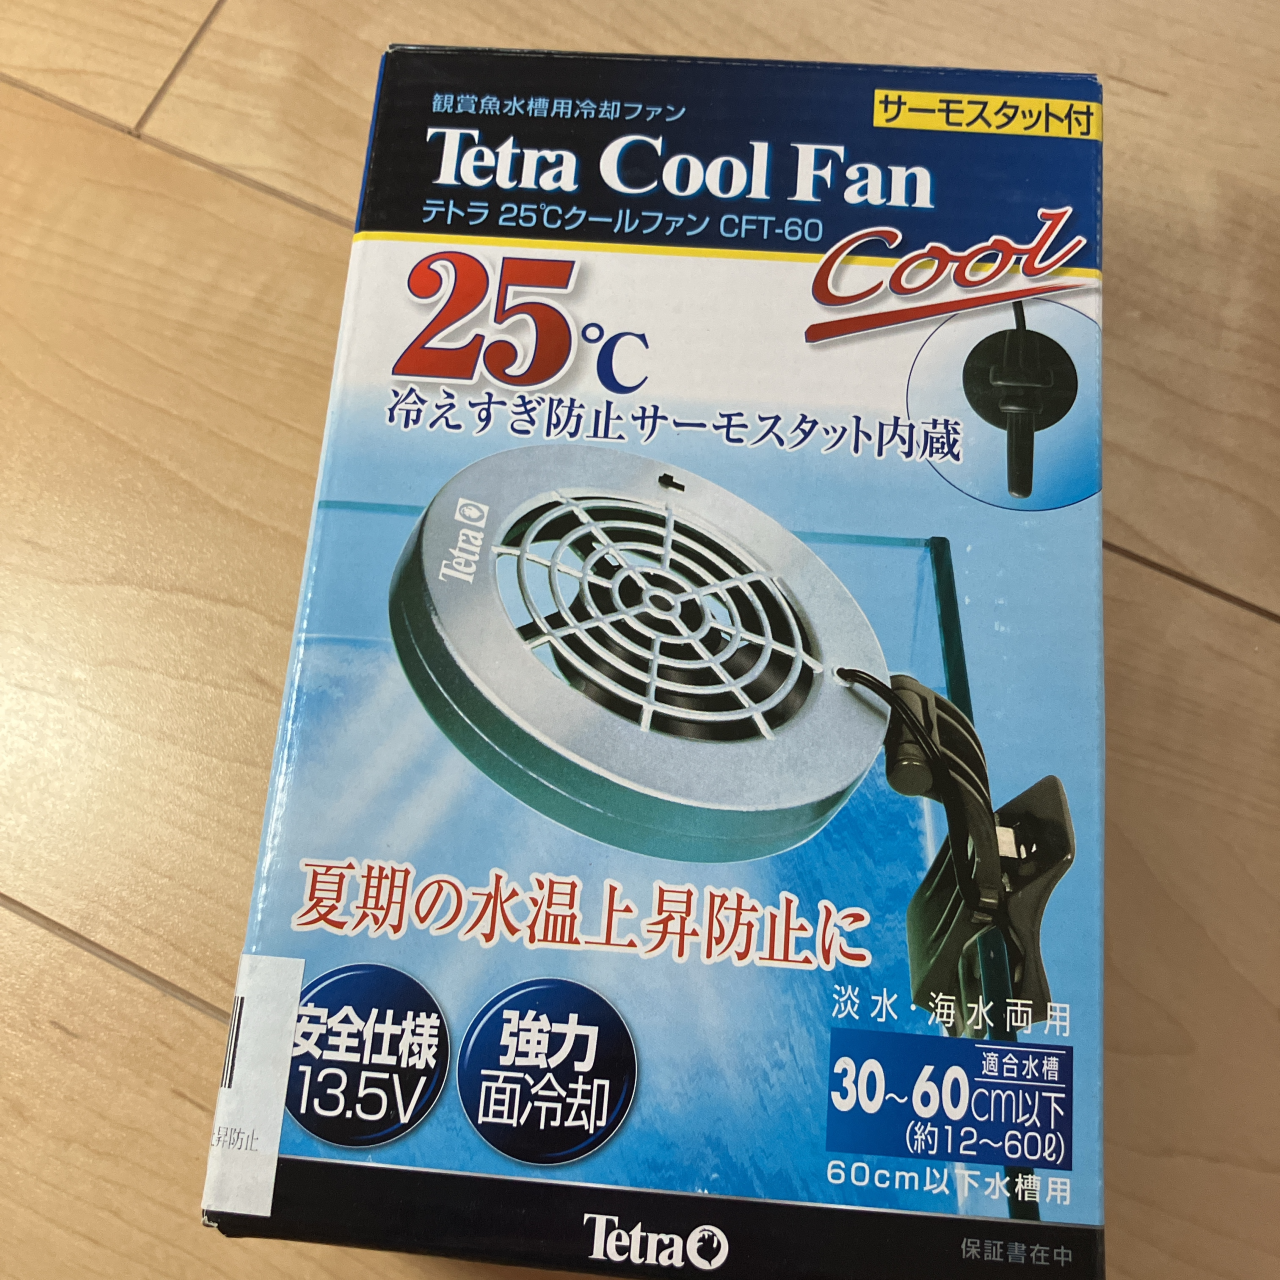 観賞魚水槽用冷却ファン
サーモスタット付
Tetra Cool Fan
テトラ 25℃クールファン CFT-60
Cool
25℃
冷えすぎ防止サーモスタット内蔵
Tetra
夏期の水温上昇防止に
安全仕様
13.5V
強力
面冷却
淡水・海水両用
適合水槽
30〜60cm以下
(約12〜60ℓ)
60cm以下水槽用
昇防止
Tetra
保証書在中